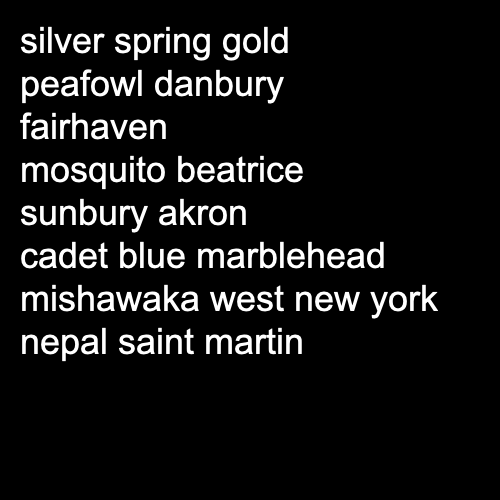 silver spring gold
peafowl danbury
fairhaven
mosquito beatrice
sunbury akron
cadet blue marblehead
mishawaka west new york
nepal saint martin